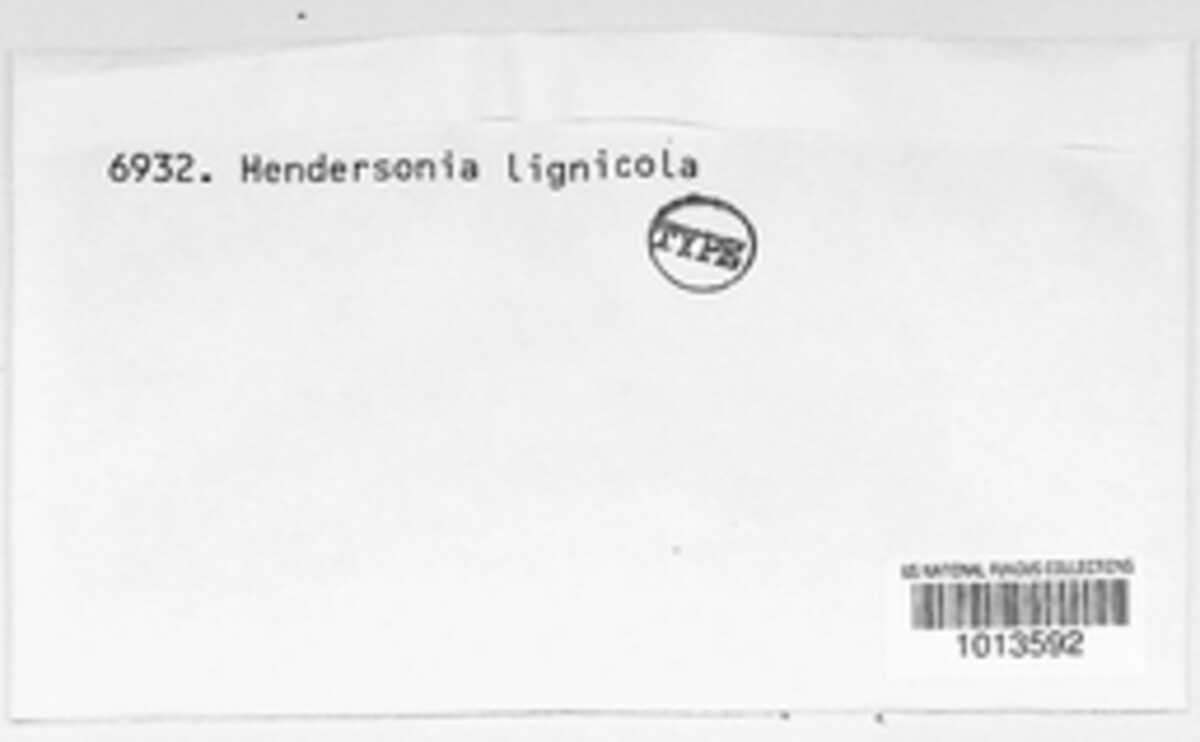 6932. Hendersonia lignicola
TYPE
US NATIONAL FUNGUS COLLECTIONS
1013592